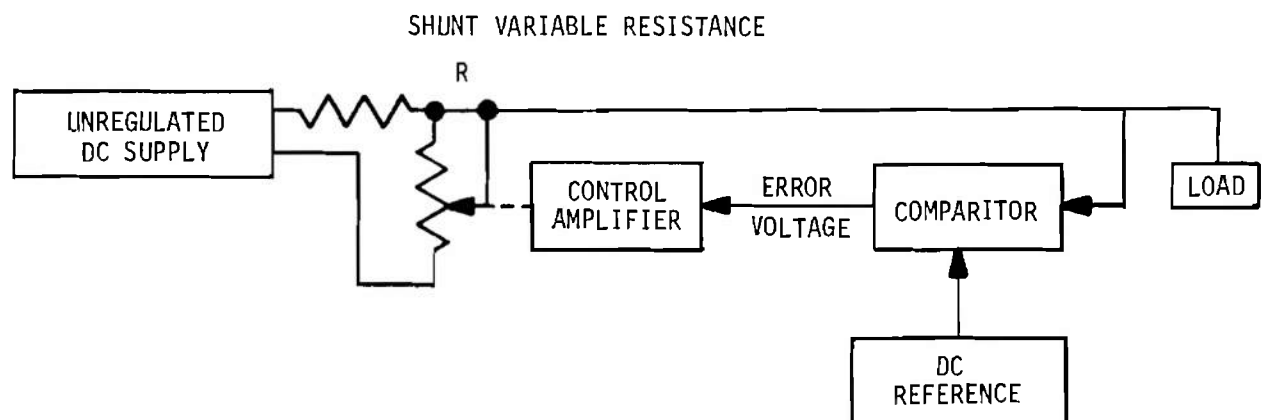 SHUNT VARIABLE RESISTANCE
R
UNREGULATED
DC SUPPLY
CONTROL
AMPLIFIER
ERROR
VOLTAGE
COMPARITOR
LOAD
DC
REFERENCE